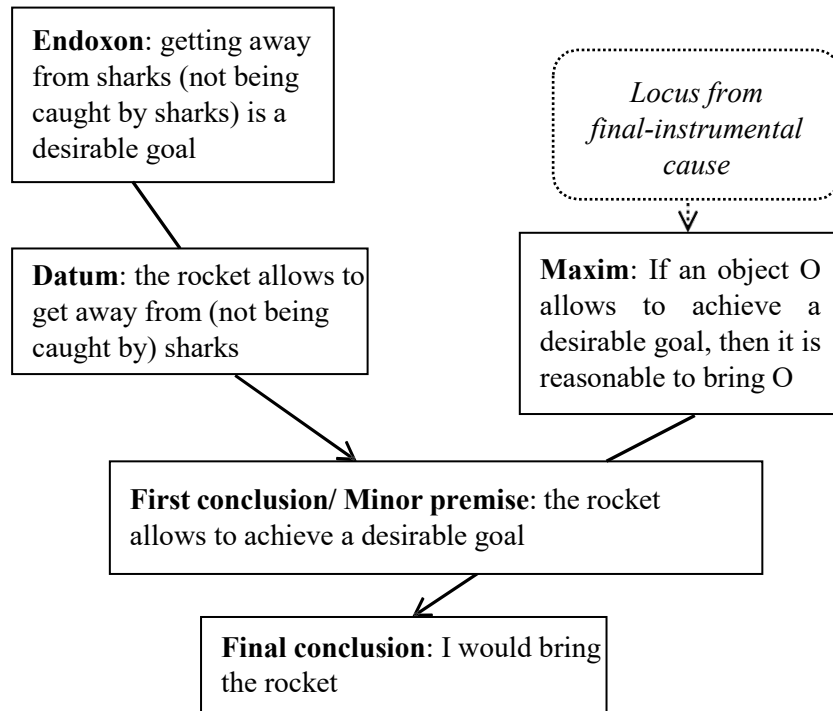 Endoxon: getting away
from sharks (not being
caught by sharks) is a
desirable goal
Locus from
final-instrumental
cause
Datum: the rocket allows to
get away from (not being
caught by) sharks
Maxim: If an object O
allows to achieve a
desirable goal, then it is
reasonable to bring O
First conclusion/ Minor premise: the rocket
allows to achieve a desirable goal
Final conclusion: I would bring
the rocket